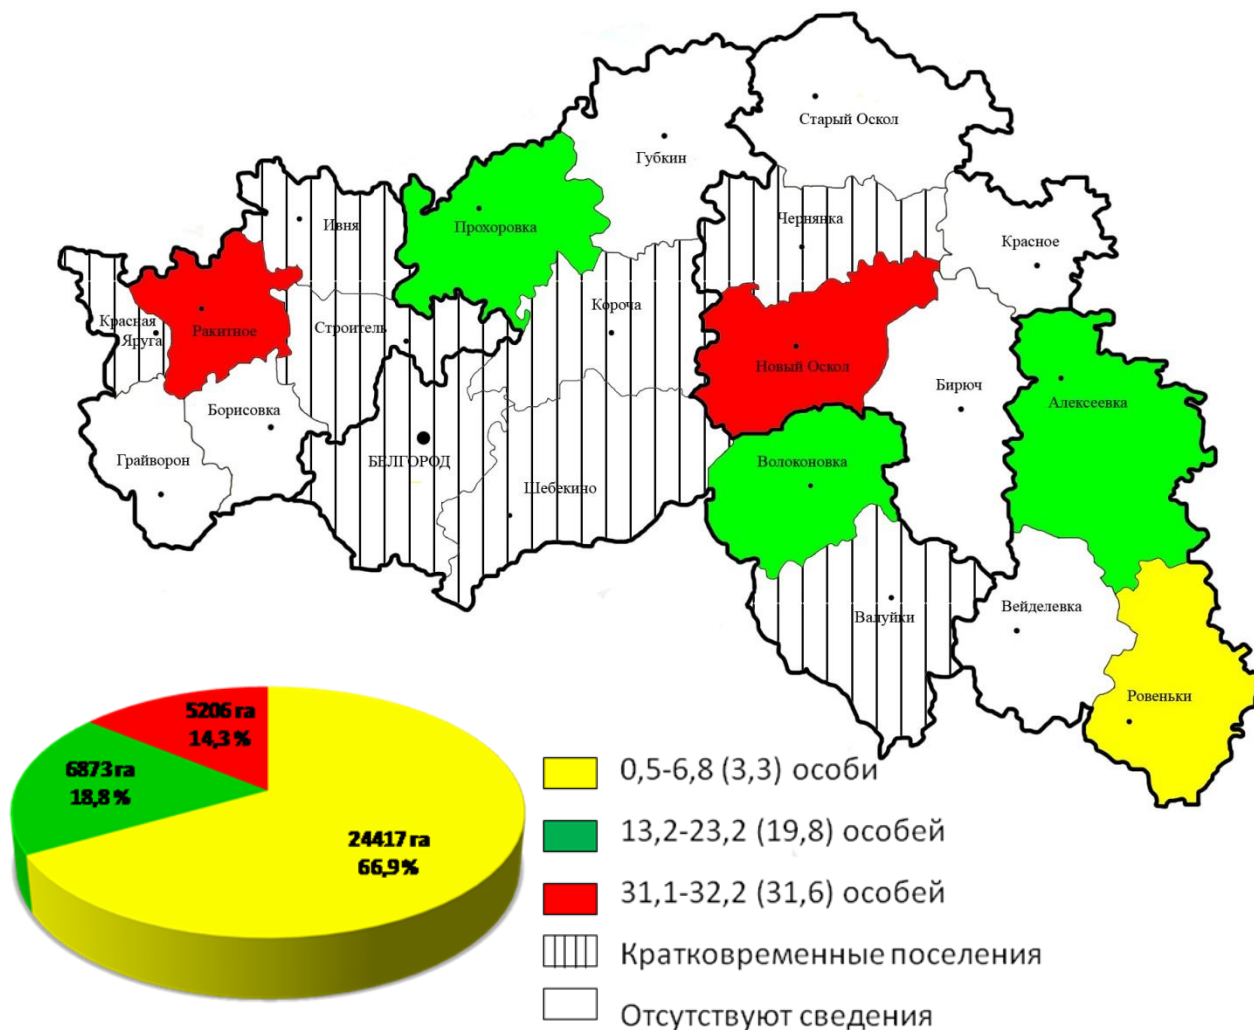 Старый Оскол
Губкин
Чернянка
Ивня
Прохоровка
Красное
Короча
Красная
Яруга
Ракитное
Строитель
Новый Оскол
Бирюч
Алексеевка
Борисовка
Грайворон
БЕЛГОРОД
Волоконовка
Шебекино
Валуйки
Вейделевка
Ровеньки
5206 га
14,3 %
6873 га
18,8 %
24417 га
66,9 %
0,5-6,8 (3,3) особи
13,2-23,2 (19,8) особей
31,1-32,2 (31,6) особей
Кратковременные поселения
Отсутствуют сведения